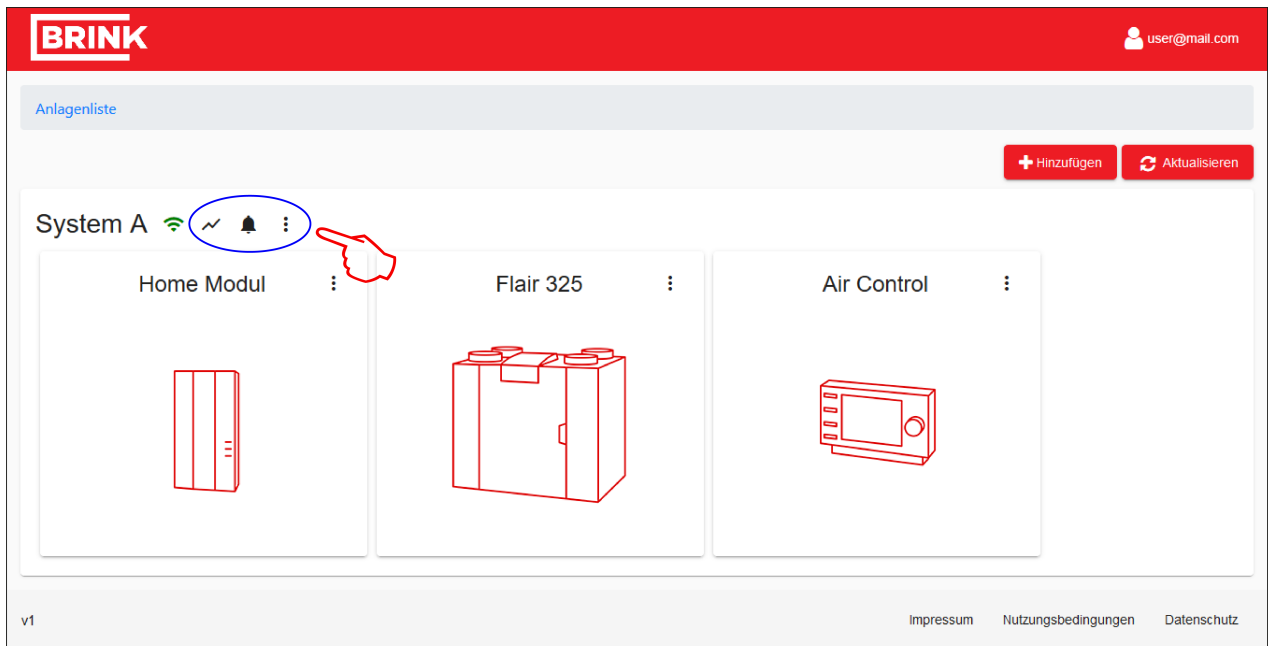 BRINK
user@mail.com
Anlagenliste
Hinzufügen
Aktualisieren
System A
Home Modul
Flair 325
Air Control
v1
Impressum Nutzungsbedingungen Datenschutz